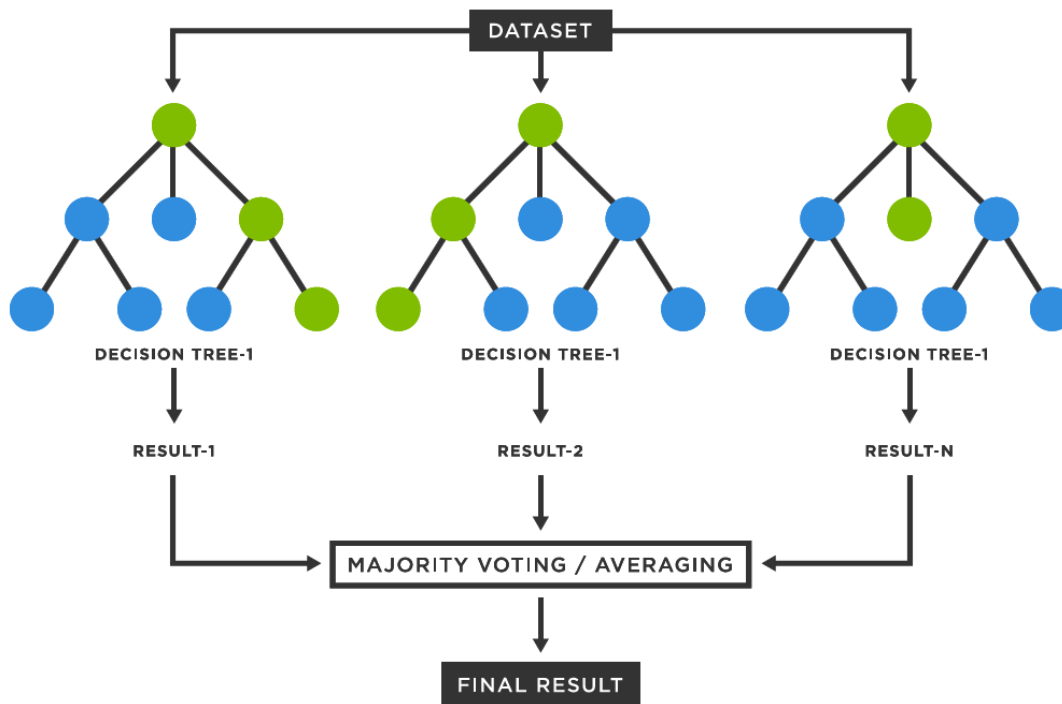 DATASET
DECISION TREE-1
DECISION TREE-1
DECISION TREE-1
RESULT-1
RESULT-2
RESULT-N
MAJORITY VOTING / AVERAGING
FINAL RESULT